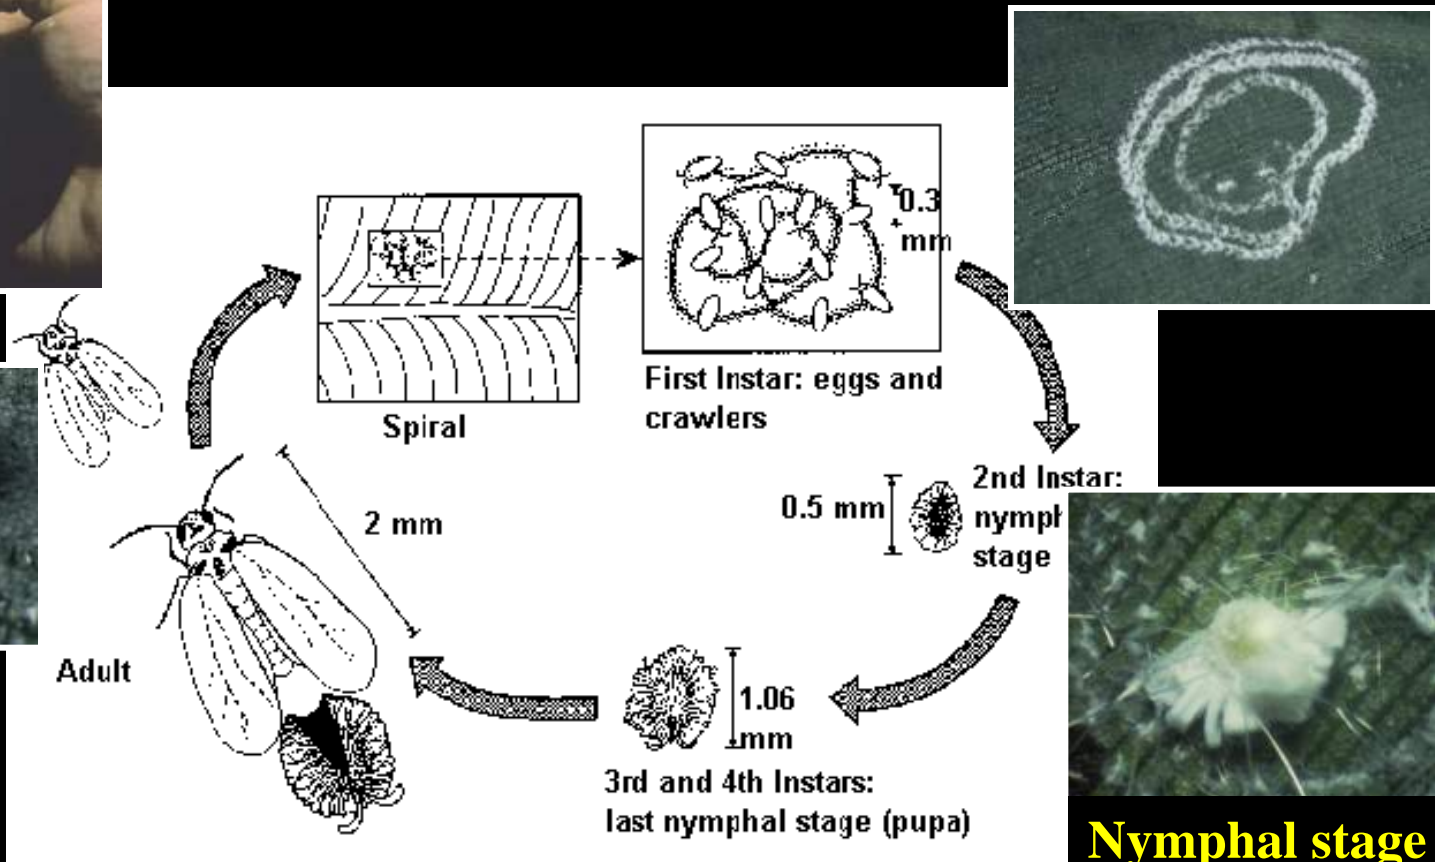 0.3
mm
First Instar: eggs and
crawlers
Spiral
2nd Instar:
nymph
stage
0.5 mm
2 mm
Adult
1.06
mm
3rd and 4th Instars:
last nymphal stage (pupa)
Nymphal stage